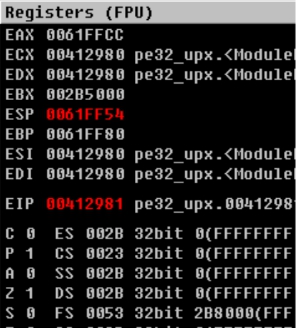 Registers (FPU)
EAX 0061FFCC
ECX 00412980 pe32_upx.<Module
EDX 00412980 pe32_upx.<Module
EBX 002B5000
ESP 0061FF54
EBP 0061FF80
ESI 00412980 pe32_upx.<Module
EDI 00412980 pe32_upx.<Module
EIP 00412981 pe32_upx.0041298
C 0 ES 002B 32bit 0(FFFFFFFF
P 1 CS 0023 32bit 0(FFFFFFFF
A 0 SS 002B 32bit 0(FFFFFFFF
Z 1 DS 002B 32bit 0(FFFFFFFF
S 0 FS 0053 32bit 2B8000(FFF